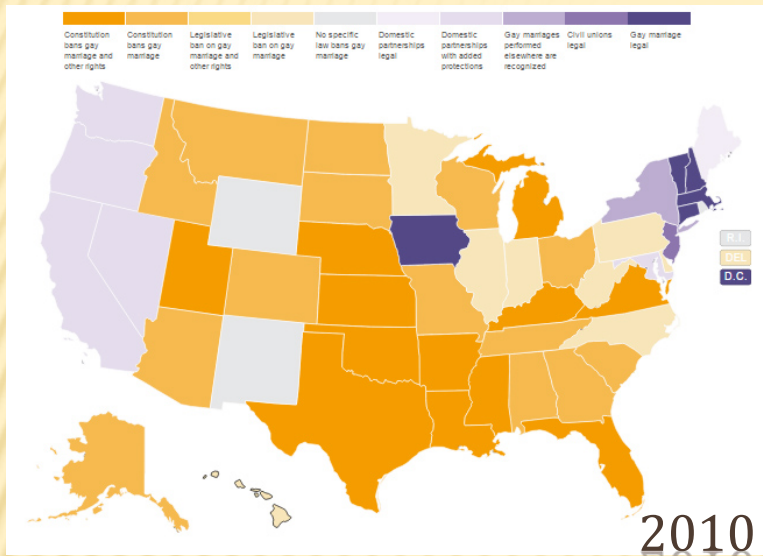 Constitution
bans gay
marriage and
other rights
Constitution
bans gay
marriage
Legislative
ban on gay
marriage and
other rights
Legislative
ban on gay
marriage
No specific
law bans gay
marriage
Domestic
partnerships
legal
Domestic
partnerships
with added
protections
Gay marriages
performed
elsewhere are
recognized
Civil unions
legal
Gay marriage
legal
R.I.
DEL
D.C.
2010